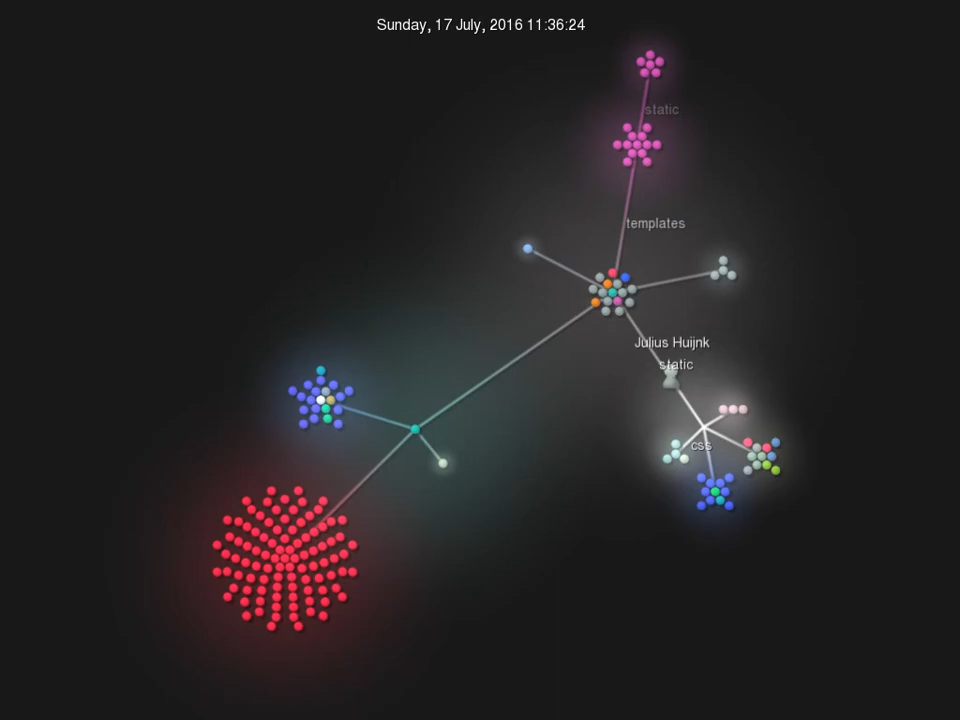 Sunday, 17 July, 2016 11:36:24
static
templates
Julius Huijnk
static
css